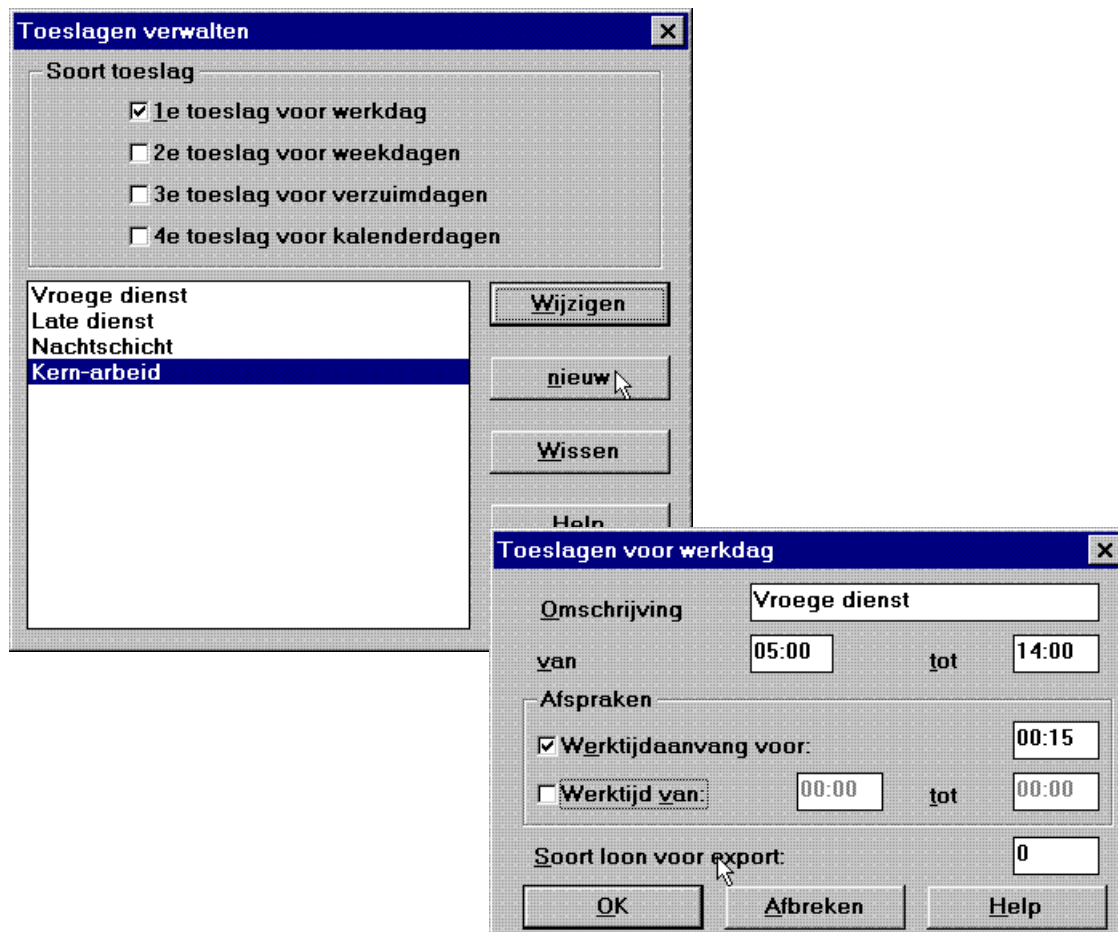 Toeslagen verwalten
Soort toeslag
1e toeslag voor werkdag
2e toeslag voor weekdagen
3e toeslag voor verzuimdagen
4e toeslag voor kalenderdagen
Vroege dienst
Late dienst
Nachtschicht
Kern-arbeid
Wijzigen
nieuw
Wissen
Help
Toeslagen voor werkdag
Omschrijving Vroege dienst
van 05:00 tot 14:00
Afspraken
Werktijdaanvang voor: 00:15
Werktijd van: 00:00 tot 00:00
Soort loon voor export: 0
OK Afbreken Help